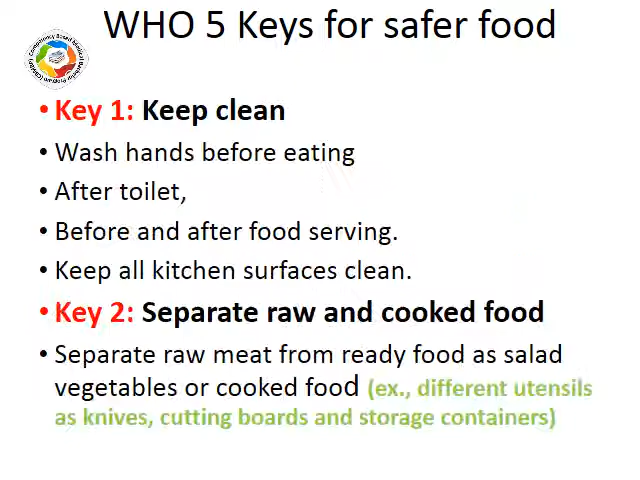 WHO 5 Keys for safer food
• Key 1: Keep clean
• Wash hands before eating
• After toilet,
• Before and after food serving.
• Keep all kitchen surfaces clean.
• Key 2: Separate raw and cooked food
• Separate raw meat from ready food as salad
vegetables or cooked food (ex., different utensils
as knives, cutting boards and storage containers)